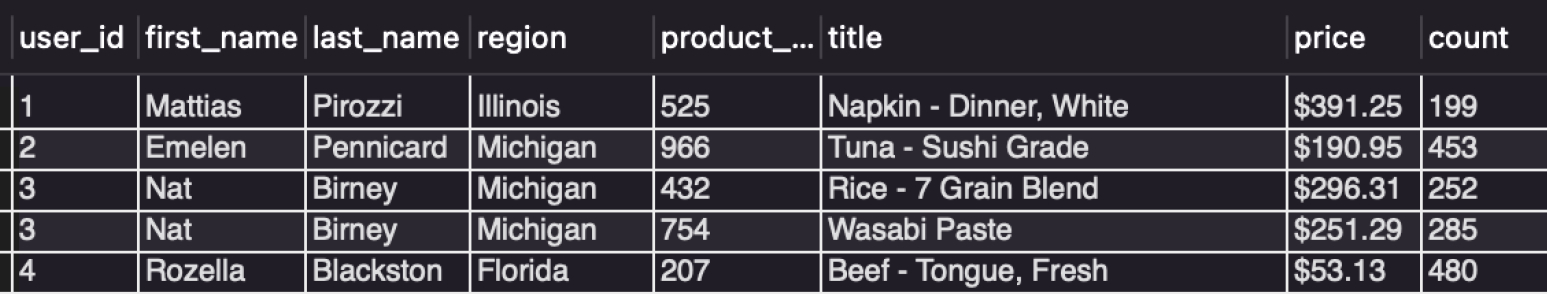 user_id first_name last_name region product_... title price count
1 Mattias Pirozzi Illinois 525 Napkin - Dinner, White $391.25 199
2 Emelen Pennicard Michigan 966 Tuna - Sushi Grade $190.95 453
3 Nat Birney Michigan 432 Rice - 7 Grain Blend $296.31 252
3 Nat Birney Michigan 754 Wasabi Paste $251.29 285
4 Rozella Blackston Florida 207 Beef - Tongue, Fresh $53.13 480